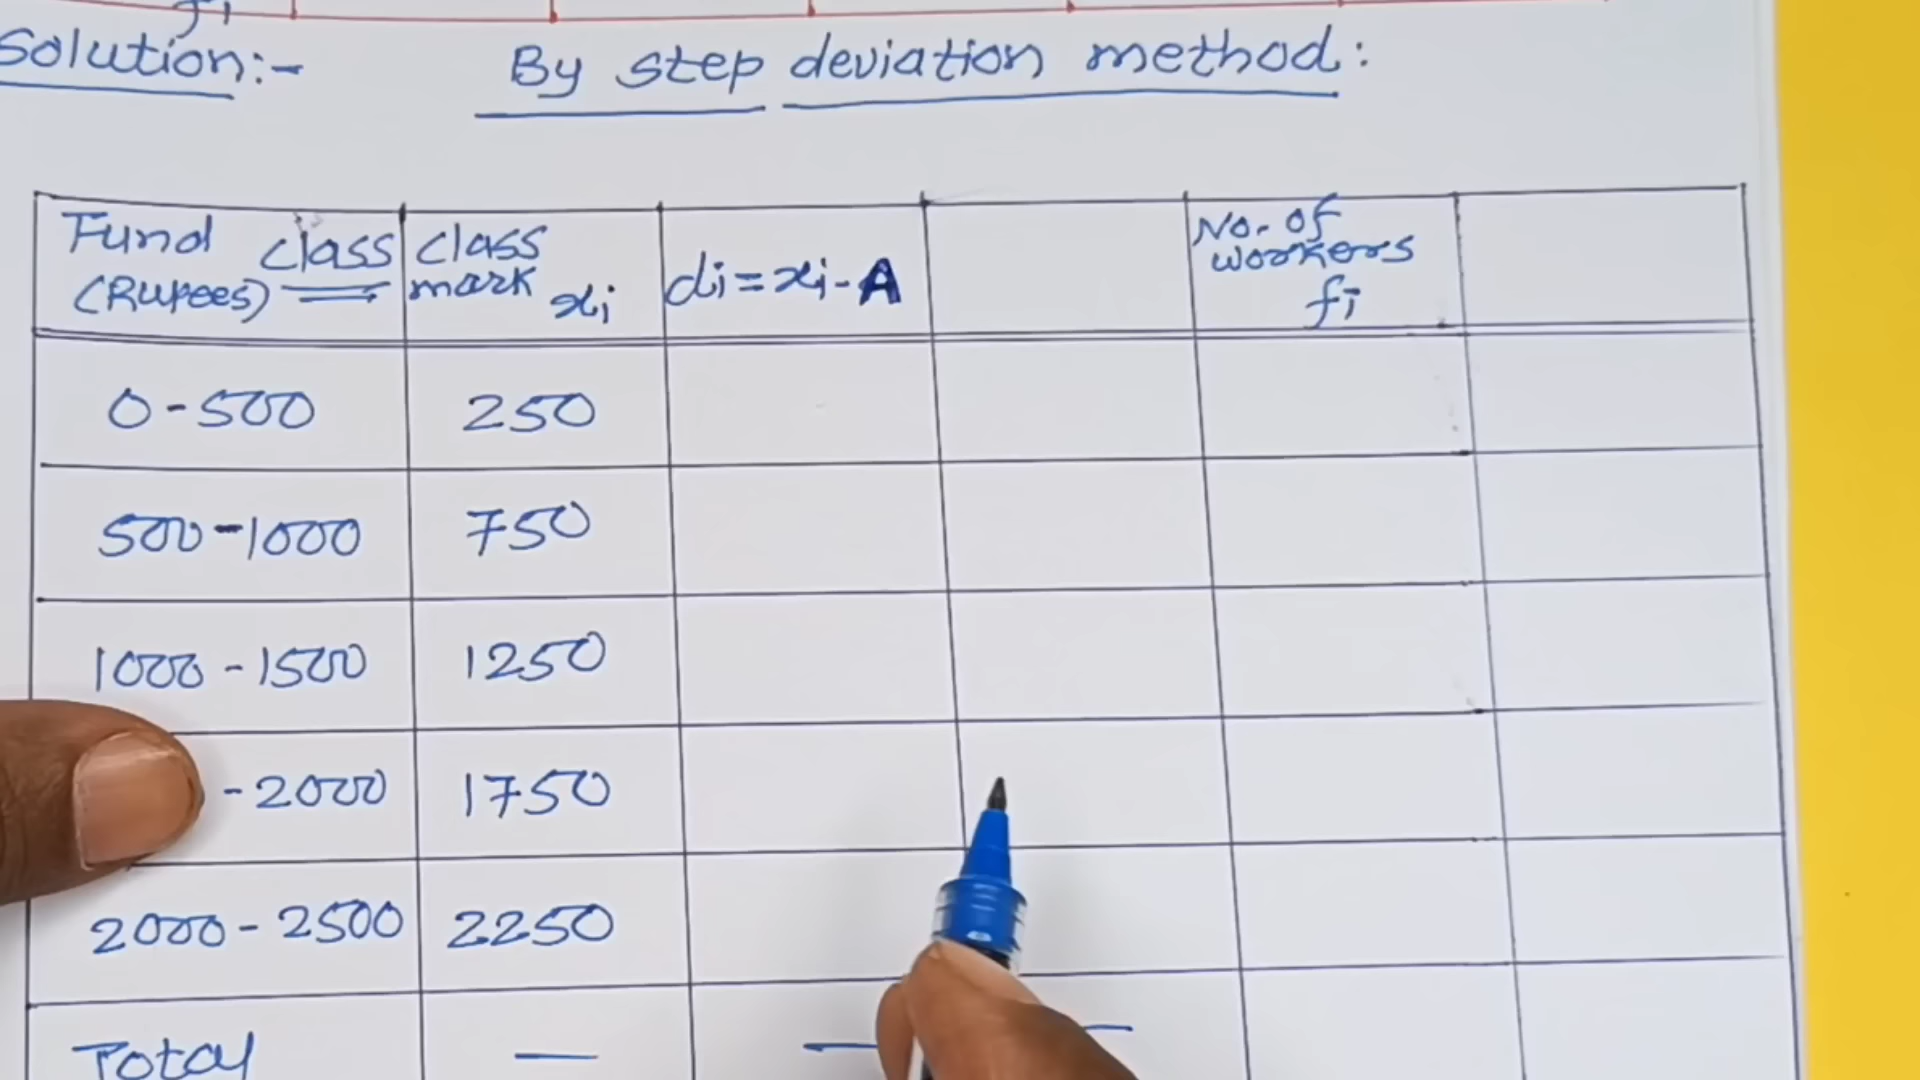 Solution:-
By step deviation method:
Fund class
(Rupees)
class
mark xi
di=xi-A
No. of
workers
fi
0-500 250
500-1000 750
1000-1500 1250
-2000 1750
2000-2500 2250
Total — — —